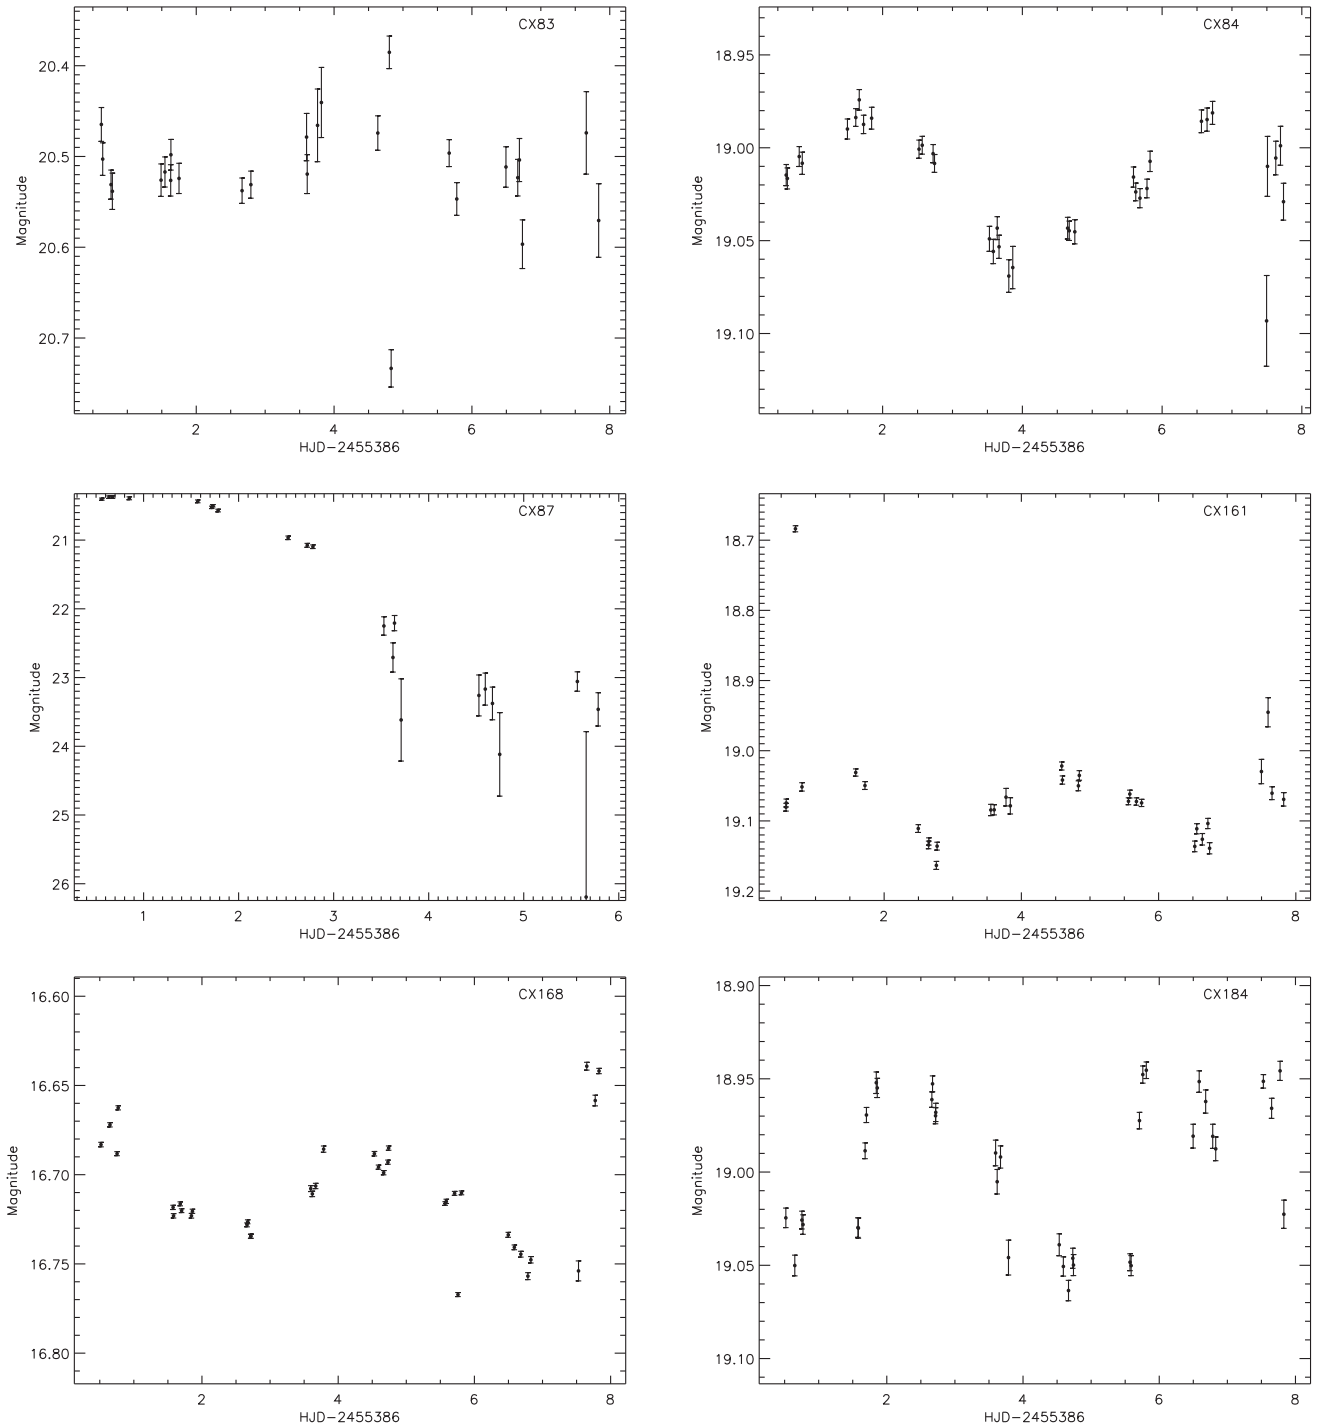 CX83
20.4
20.5
20.6
20.7
Magnitude
2 4 6 8
HJD-2455386
CX84
18.95
19.00
19.05
19.10
Magnitude
2 4 6 8
HJD-2455386
CX87
21
22
23
24
25
26
Magnitude
1 2 3 4 5 6
HJD-2455386
CX161
18.7
18.8
18.9
19.0
19.1
19.2
Magnitude
2 4 6 8
HJD-2455386
CX168
16.60
16.65
16.70
16.75
16.80
Magnitude
2 4 6 8
HJD-2455386
CX184
18.90
18.95
19.00
19.05
19.10
Magnitude
2 4 6 8
HJD-2455386